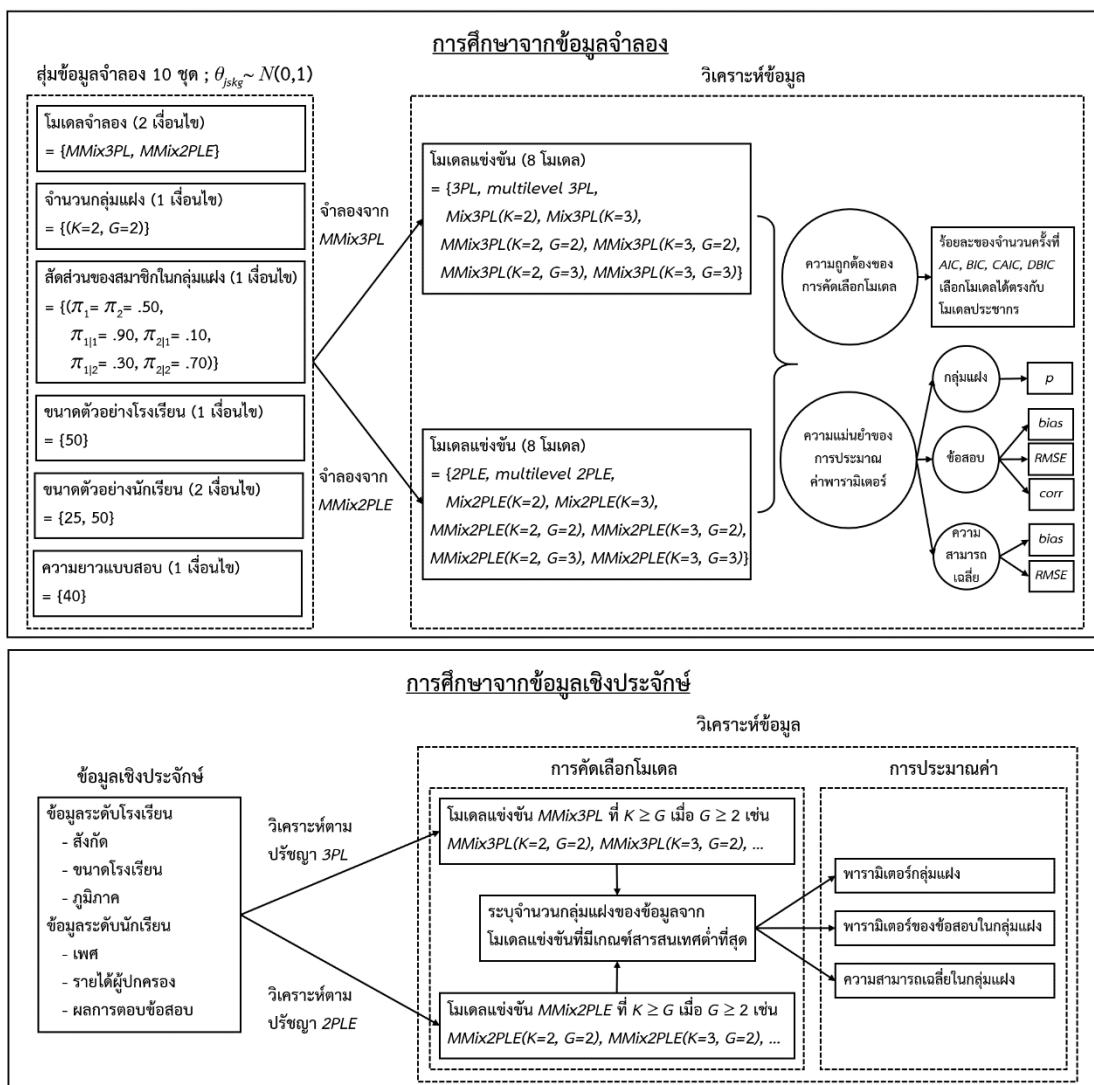 การศึกษาจากข้อมูลจำลอง
สุ่มข้อมูลจำลอง 10 ชุด ; θjskg~ N(0,1)
วิเคราะห์ข้อมูล
โมเดลจำลอง (2 เงื่อนไข)
= {MMix3PL, MMix2PLE}
จำนวนกลุ่มแฝง (1 เงื่อนไข)
= {(K=2, G=2)}
สัดส่วนของสมาชิกในกลุ่มแฝง (1 เงื่อนไข)
= {(π1= π2= .50,
π1|1= .90, π2|1= .10,
π1|2= .30, π2|2= .70)}
ขนาดตัวอย่างโรงเรียน (1 เงื่อนไข)
= {50}
ขนาดตัวอย่างนักเรียน (2 เงื่อนไข)
= {25, 50}
ความยาวแบบสอบ (1 เงื่อนไข)
= {40}
จำลองจาก
MMix3PL
จำลองจาก
MMix2PLE
โมเดลแข่งขัน (8 โมเดล)
= {3PL, multilevel 3PL,
Mix3PL(K=2), Mix3PL(K=3),
MMix3PL(K=2, G=2), MMix3PL(K=3, G=2),
MMix3PL(K=2, G=3), MMix3PL(K=3, G=3)}
โมเดลแข่งขัน (8 โมเดล)
= {2PLE, multilevel 2PLE,
Mix2PLE(K=2), Mix2PLE(K=3),
MMix2PLE(K=2, G=2), MMix2PLE(K=3, G=2),
MMix2PLE(K=2, G=3), MMix2PLE(K=3, G=3)}
ความถูกต้องของ
การคัดเลือกโมเดล
ร้อยละของจำนวนครั้งที่
AIC, BIC, CAIC, DBIC
เลือกโมเดลได้ตรงกับ
โมเดลประชากร
ความแม่นยำของ
การประมาณ
ค่าพารามิเตอร์
กลุ่มแฝง
p
ข้อสอบ
bias
RMSE
corr
ความ
สามารถ
เฉลี่ย
bias
RMSE
การศึกษาจากข้อมูลเชิงประจักษ์
วิเคราะห์ข้อมูล
ข้อมูลเชิงประจักษ์
การคัดเลือกโมเดล
การประมาณค่า
ข้อมูลระดับโรงเรียน
- สังกัด
- ขนาดโรงเรียน
- ภูมิภาค
ข้อมูลระดับนักเรียน
- เพศ
- รายได้ผู้ปกครอง
- ผลการตอบข้อสอบ
วิเคราะห์ตาม
ปรัชญา 3PL
วิเคราะห์ตาม
ปรัชญา 2PLE
โมเดลแข่งขัน MMix3PL ที่ K ≥ G เมื่อ G ≥ 2 เช่น
MMix3PL(K=2, G=2), MMix3PL(K=3, G=2), ...
ระบุจำนวนกลุ่มแฝงของข้อมูลจาก
โมเดลแข่งขันที่มีเกณฑ์สารสนเทศต่ำที่สุด
โมเดลแข่งขัน MMix2PLE ที่ K ≥ G เมื่อ G ≥ 2 เช่น
MMix2PLE(K=2, G=2), MMix2PLE(K=3, G=2), ...
พารามิเตอร์กลุ่มแฝง
พารามิเตอร์ของข้อสอบในกลุ่มแฝง
ความสามารถเฉลี่ยในกลุ่มแฝง